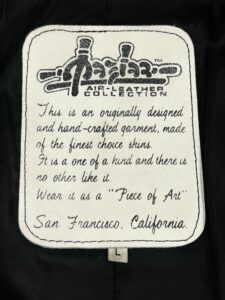 TM
AIR-LEATHER
COLLECTION
This is an originally designed
and hand-crafted garment, made
of the finest choice skins.
It is a one of a kind and there is
no other like it.
Wear it as a "Piece of Art"
San Francisco, California.
L